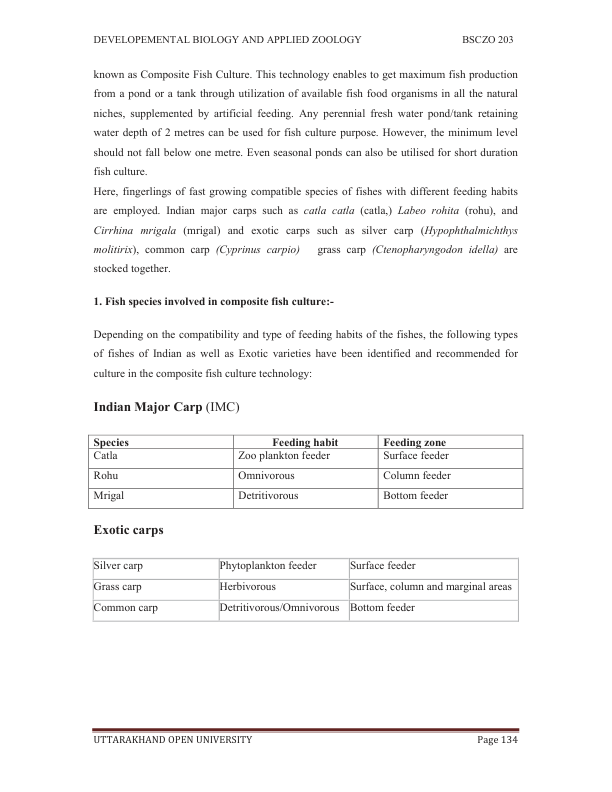 DEVELOPEMENTAL BIOLOGY AND APPLIED ZOOLOGY BSCZO 203
known as Composite Fish Culture. This technology enables to get maximum fish production
from a pond or a tank through utilization of available fish food organisms in all the natural
niches, supplemented by artificial feeding. Any perennial fresh water pond/tank retaining
water depth of 2 metres can be used for fish culture purpose. However, the minimum level
should not fall below one metre. Even seasonal ponds can also be utilised for short duration
fish culture.
Here, fingerlings of fast growing compatible species of fishes with different feeding habits
are employed. Indian major carps such as catla catla (catla,) Labeo rohita (rohu), and
Cirrhina mrigala (mrigal) and exotic carps such as silver carp (Hypophthalmichthys
molitirix), common carp (Cyprinus carpio) grass carp (Ctenopharyngodon idella) are
stocked together.
1. Fish species involved in composite fish culture:-
Depending on the compatibility and type of feeding habits of the fishes, the following types
of fishes of Indian as well as Exotic varieties have been identified and recommended for
culture in the composite fish culture technology:
Indian Major Carp (IMC)
Species Feeding habit Feeding zone
Catla Zoo plankton feeder Surface feeder
Rohu Omnivorous Column feeder
Mrigal Detritivorous Bottom feeder
Exotic carps
Silver carp Phytoplankton feeder Surface feeder
Grass carp Herbivorous Surface, column and marginal areas
Common carp Detritivorous/Omnivorous Bottom feeder
UTTARAKHAND OPEN UNIVERSITY Page 134